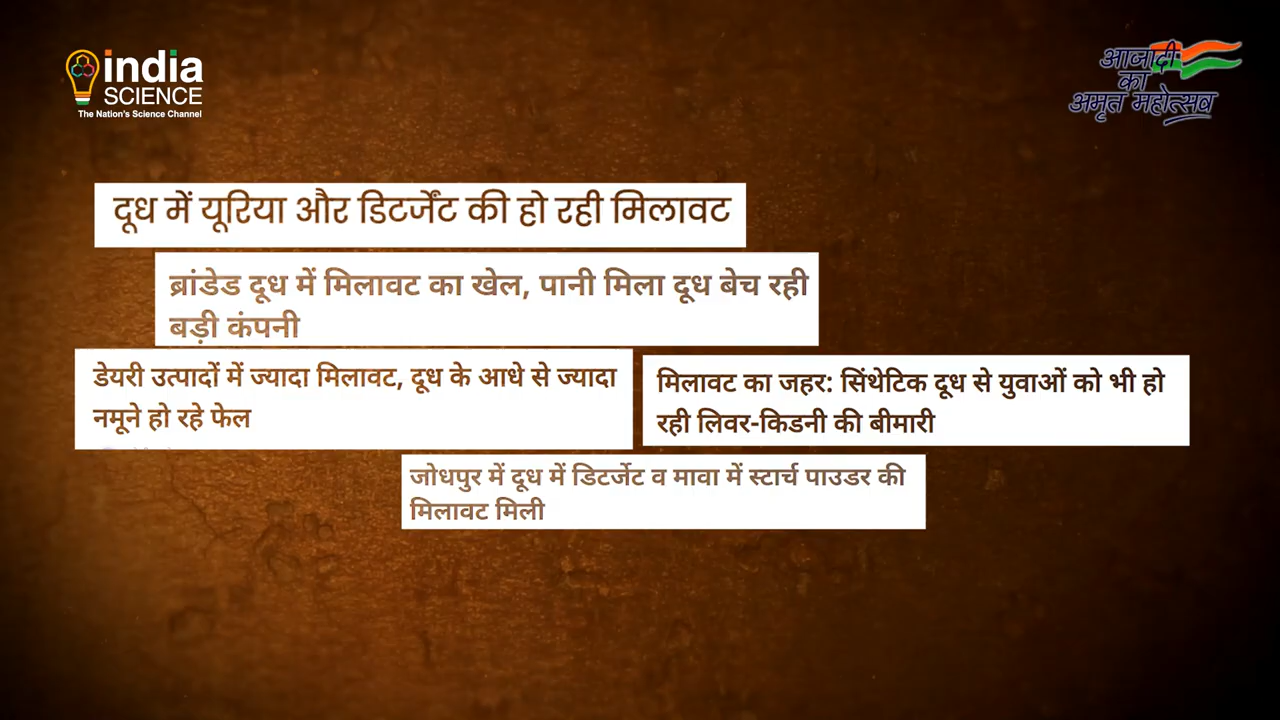 india
SCIENCE
The Nation's Science Channel
आज़ादी
का
अमृत महोत्सव
दूध में यूरिया और डिटर्जेंट की हो रही मिलावट
ब्रांडेड दूध में मिलावट का खेल, पानी मिला दूध बेच रही
बड़ी कंपनी
डेयरी उत्पादों में ज्यादा मिलावट, दूध के आधे से ज्यादा
नमूने हो रहे फेल
मिलावट का जहर: सिंथेटिक दूध से युवाओं को भी हो
रही लिवर-किडनी की बीमारी
जोधपुर में दूध में डिटर्जेट व मावा में स्टार्च पाउडर की
मिलावट मिली